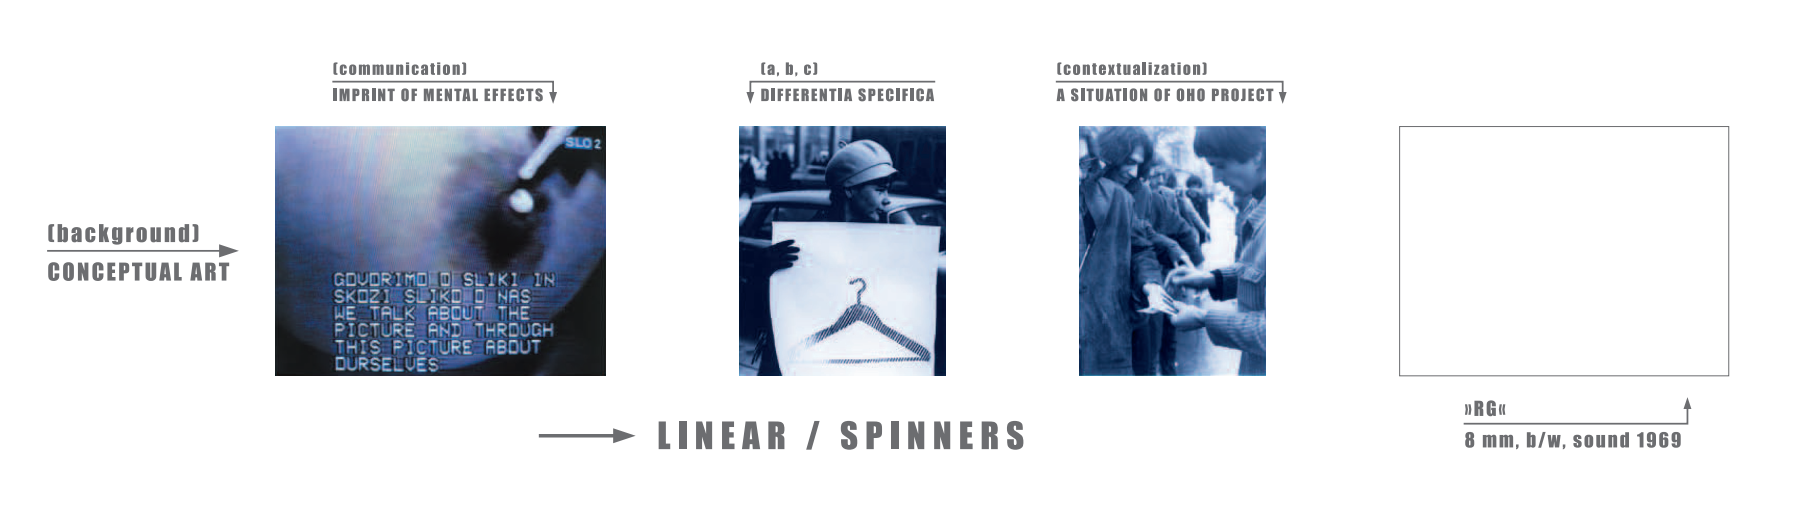 (background)
CONCEPTUAL ART
(communication)
IMPRINT OF MENTAL EFFECTS
SLO 2
GOVORIMO O SLIKI IN
SKOZI SLIKO O NAS
WE TALK ABOUT THE
PICTURE AND THROUGH
THIS PICTURE ABOUT
OURSELVES
(a, b, c)
DIFFERENTIA SPECIFICA
(contextualization)
A SITUATION OF OHO PROJECT
»RG«
8 mm, b/w, sound 1969
LINEAR / SPINNERS